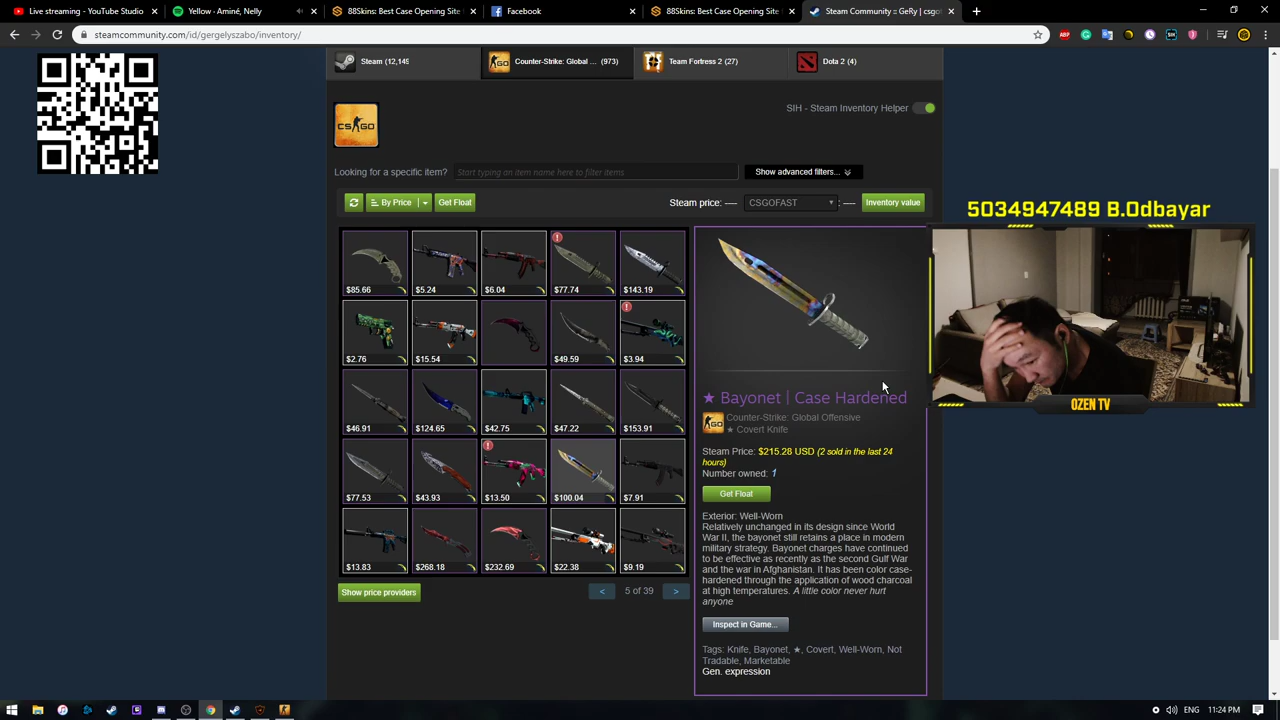 Live streaming - YouTube Studio
Yellow · Aminé, Nelly
88Skins: Best Case Opening Site
Facebook
88Skins: Best Case Opening Site
Steam Community :: GeRy | csgo
steamcommunity.com/id/gergelyszabo/inventory/
Steam (12,149
Counter-Strike: Global ... (973)
Team Fortress 2 (27)
Dota 2 (4)
SIH - Steam Inventory Helper
CS GO
Looking for a specific item? Start typing an item name here to filter items Show advanced filters...
By Price Get Float Steam price: — CSGOFAST : — Inventory value
5034947489 B.Odbayar
$85.66 $5.24 $6.04 $77.74 $143.19
$2.76 $15.54 $49.59 $3.94
$46.91 $124.65 $42.75 $47.22 $153.91
$77.53 $43.93 $13.50 $100.04 $7.91
$13.83 $268.18 $232.69 $22.38 $9.19
Show price providers < 5 of 39 >
★ Bayonet | Case Hardened
Counter-Strike: Global Offensive
★ Covert Knife
Steam Price: $215.28 USD (2 sold in the last 24
hours)
Number owned: 1
Get Float
Exterior: Well-Worn
Relatively unchanged in its design since World
War II, the bayonet still retains a place in modern
military strategy. Bayonet charges have continued
to be effective as recently as the second Gulf War
and the war in Afghanistan. It has been color case-
hardened through the application of wood charcoal
at high temperatures. A little color never hurt
anyone
Inspect in Game...
Tags: Knife, Bayonet, ★, Covert, Well-Worn, Not
Tradable, Marketable
Gen. expression
OZEN TV
ENG 11:24 PM